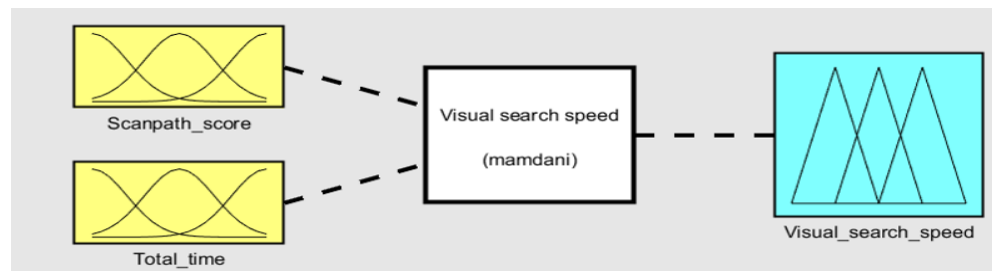 Scanpath_score
Visual search speed
(mamdani)
Visual_search_speed
Total_time